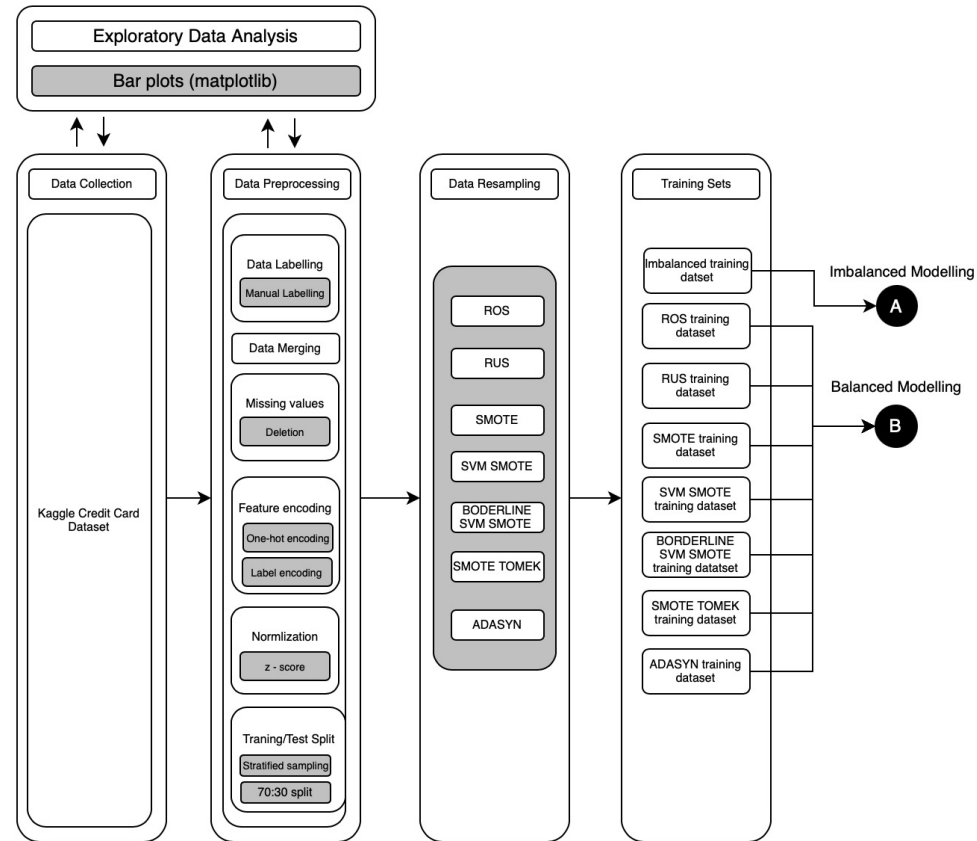 Exploratory Data Analysis
Bar plots (matplotlib)
Data Collection
Kaggle Credit Card
Dataset
Data Preprocessing
Data Labelling
Manual Labelling
Data Merging
Missing values
Deletion
Feature encoding
One-hot encoding
Label encoding
Normlization
z - score
Traning/Test Split
Stratified sampling
70:30 split
Data Resampling
ROS
RUS
SMOTE
SVM SMOTE
BODERLINE
SVM SMOTE
SMOTE TOMEK
ADASYN
Training Sets
Imbalanced training
datset
ROS training
dataset
RUS training
dataset
SMOTE training
dataset
SVM SMOTE
training dataset
BORDERLINE
SVM SMOTE
training datatset
SMOTE TOMEK
training dataset
ADASYN training
dataset
Imbalanced Modelling
A
Balanced Modelling
B